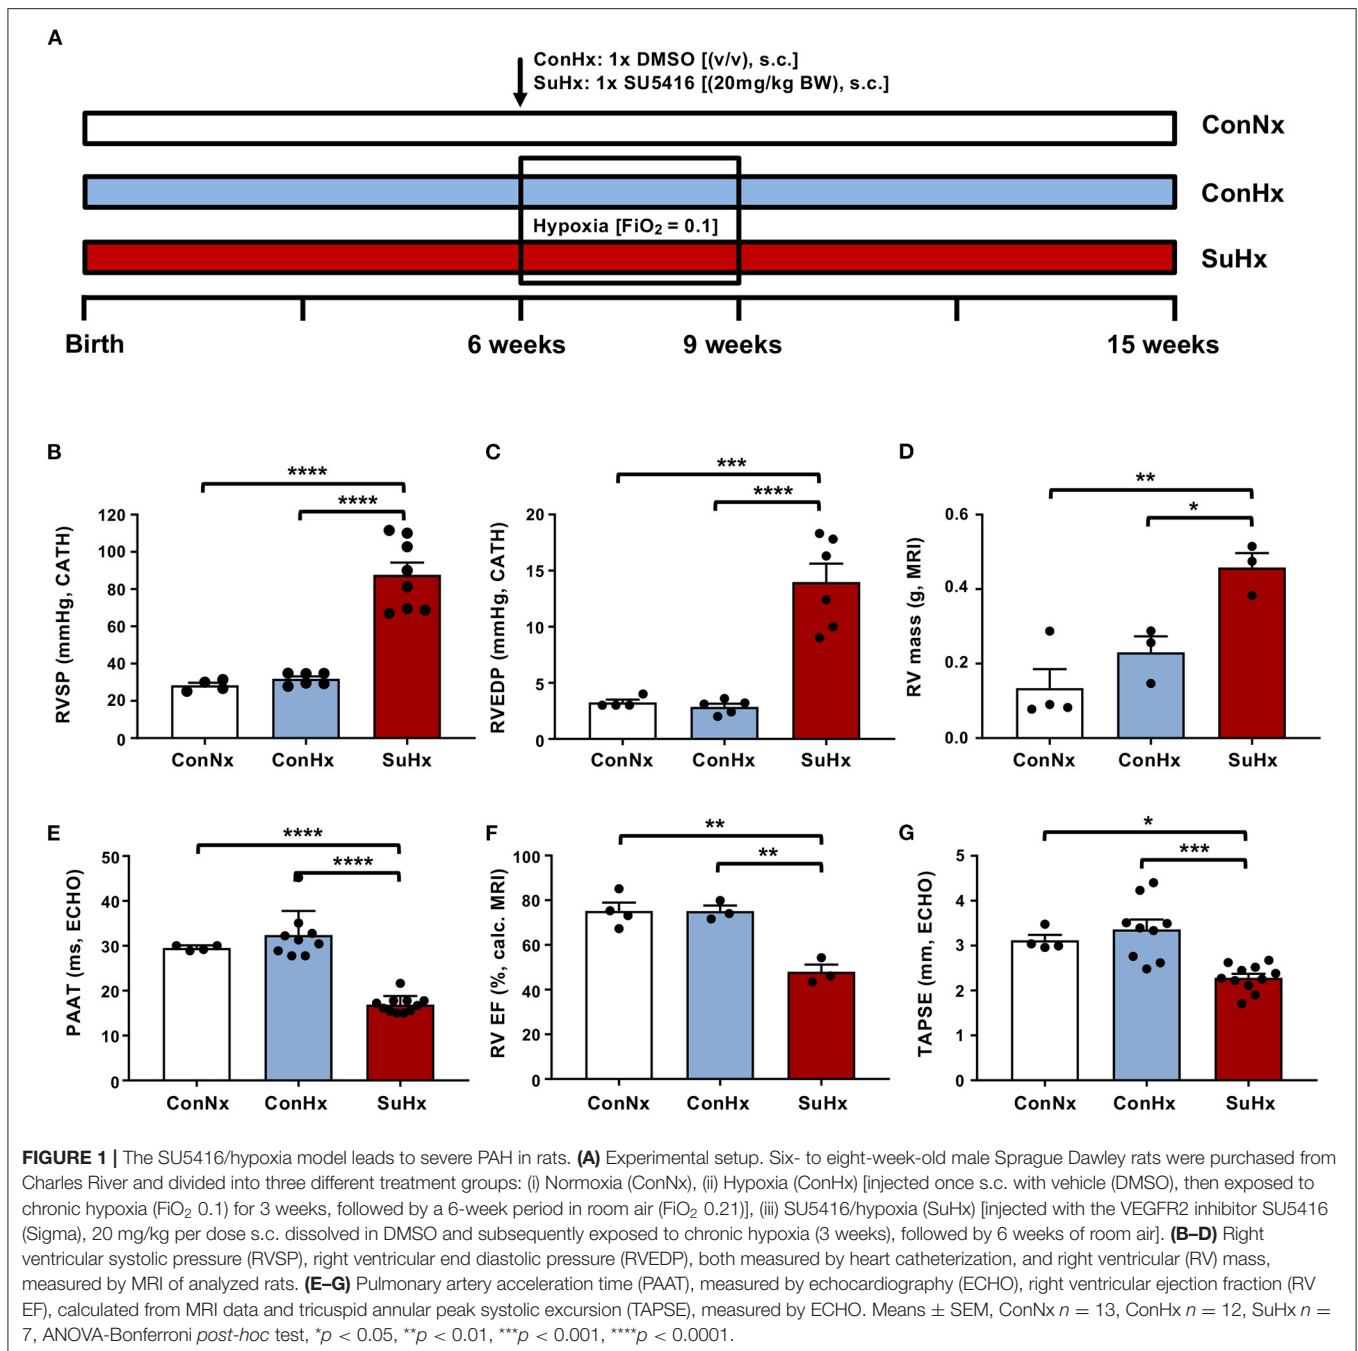 A
ConHx: 1x DMSO [(v/v), s.c.]
SuHx: 1x SU5416 [(20mg/kg BW), s.c.]
ConNx
ConHx
Hypoxia [FiO₂ = 0.1]
SuHx
Birth
6 weeks
9 weeks
15 weeks
B
RVSP (mmHg, CATH)
120
100
80
60
40
20
0
****
****
ConNx
ConHx
SuHx
C
RVEDP (mmHg, CATH)
20
15
10
5
0
***
****
ConNx
ConHx
SuHx
D
RV mass (g, MRI)
0.6
0.4
0.2
0.0
**
*
ConNx
ConHx
SuHx
E
PAAT (ms, ECHO)
50
40
30
20
10
0
****
****
ConNx
ConHx
SuHx
F
RV EF (%, calc. MRI)
100
80
60
40
20
0
**
**
ConNx
ConHx
SuHx
G
TAPSE (mm, ECHO)
5
4
3
2
1
0
*
***
ConNx
ConHx
SuHx
FIGURE 1 | The SU5416/hypoxia model leads to severe PAH in rats. (A) Experimental setup. Six- to eight-week-old male Sprague Dawley rats were purchased from
Charles River and divided into three different treatment groups: (i) Normoxia (ConNx), (ii) Hypoxia (ConHx) [injected once s.c. with vehicle (DMSO), then exposed to
chronic hypoxia (FiO₂ 0.1) for 3 weeks, followed by a 6-week period in room air (FiO₂ 0.21)], (iii) SU5416/hypoxia (SuHx) [injected with the VEGFR2 inhibitor SU5416
(Sigma), 20 mg/kg per dose s.c. dissolved in DMSO and subsequently exposed to chronic hypoxia (3 weeks), followed by 6 weeks of room air]. (B–D) Right
ventricular systolic pressure (RVSP), right ventricular end diastolic pressure (RVEDP), both measured by heart catheterization, and right ventricular (RV) mass,
measured by MRI of analyzed rats. (E–G) Pulmonary artery acceleration time (PAAT), measured by echocardiography (ECHO), right ventricular ejection fraction (RV
EF), calculated from MRI data and tricuspid annular peak systolic excursion (TAPSE), measured by ECHO. Means ± SEM, ConNx n = 13, ConHx n = 12, SuHx n =
7, ANOVA-Bonferroni post-hoc test, *p < 0.05, **p < 0.01, ***p < 0.001, ****p < 0.0001.